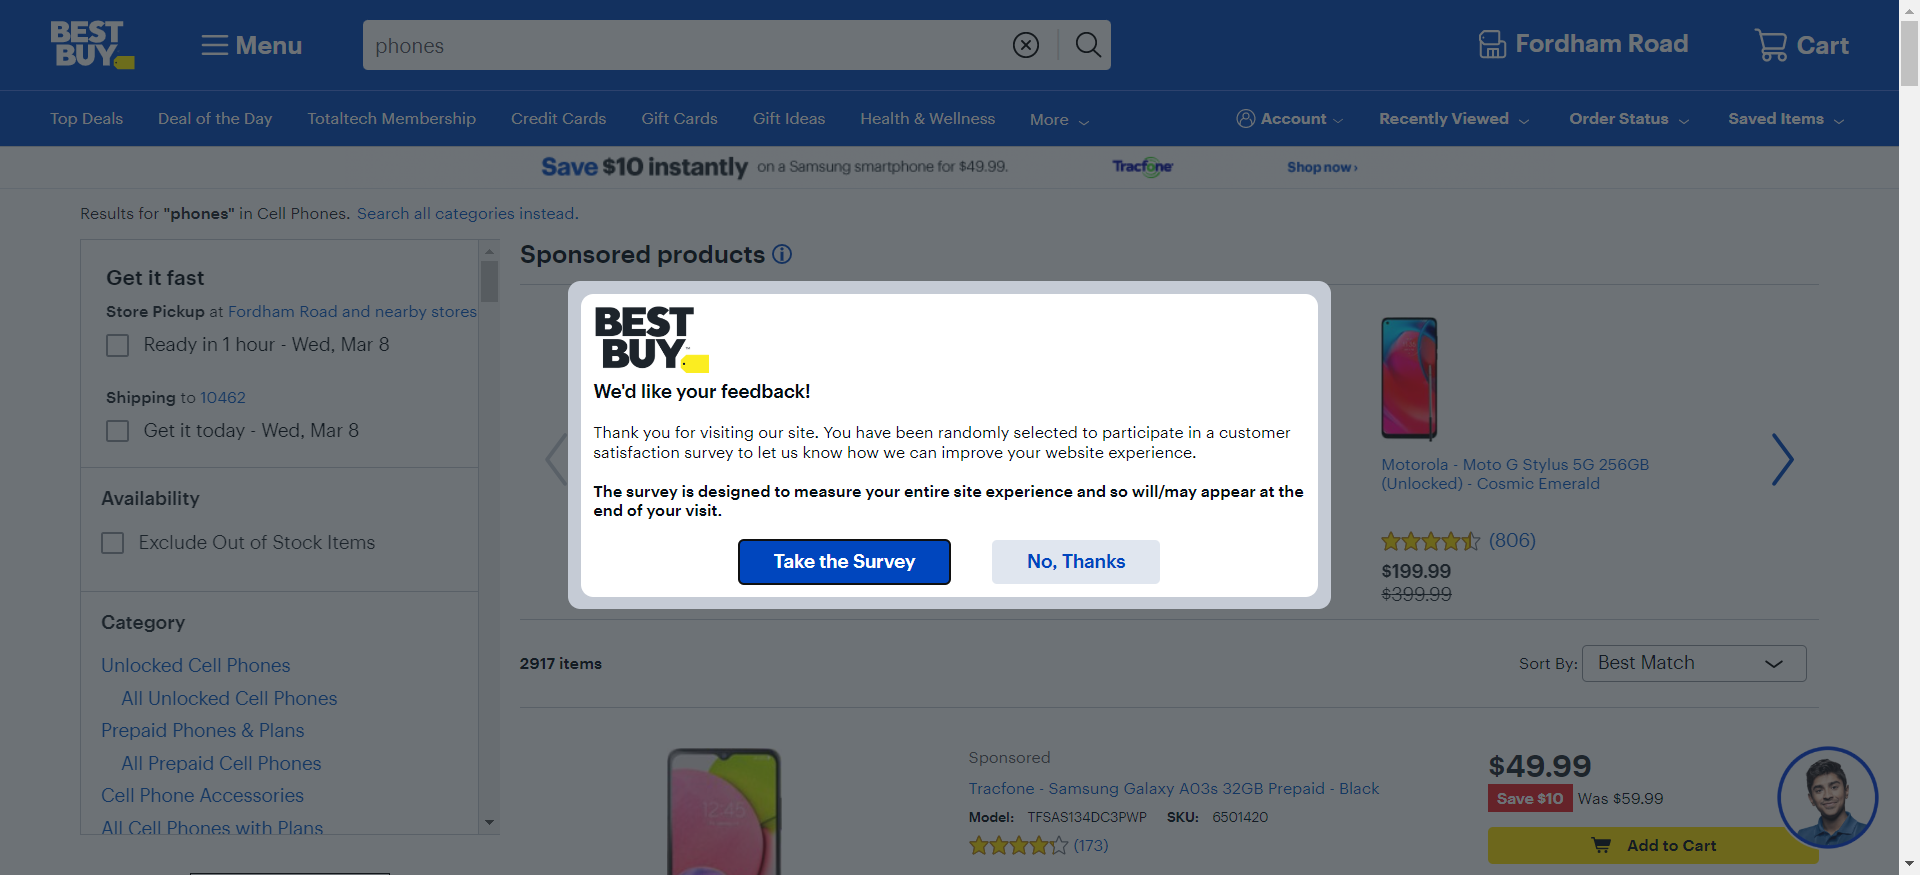 BEST BUY
Menu
phones
Fordham Road
Cart
Top Deals
Deal of the Day
Totaltech Membership
Credit Cards
Gift Cards
Gift Ideas
Health & Wellness
More
Account
Recently Viewed
Order Status
Saved Items
Save $10 instantly on a Samsung smartphone for $49.99.
Tracfone
Shop now ›
Results for "phones" in Cell Phones. Search all categories instead.
Get it fast
Store Pickup at Fordham Road and nearby stores
Ready in 1 hour - Wed, Mar 8
Shipping to 10462
Get it today - Wed, Mar 8
Availability
Exclude Out of Stock Items
Category
Unlocked Cell Phones
All Unlocked Cell Phones
Prepaid Phones & Plans
All Prepaid Cell Phones
Cell Phone Accessories
All Cell Phones with Plans
Sponsored products
BEST
BUY
We'd like your feedback!
Thank you for visiting our site. You have been randomly selected to participate in a customer
satisfaction survey to let us know how we can improve your website experience.
The survey is designed to measure your entire site experience and so will/may appear at the
end of your visit.
Take the Survey
No, Thanks
Motorola - Moto G Stylus 5G 256GB
(Unlocked) - Cosmic Emerald
(806)
$199.99
$399.99
2917 items
Sort By: Best Match
12:45
Sponsored
Tracfone - Samsung Galaxy A03s 32GB Prepaid - Black
Model: TFSAS134DC3PWP SKU: 6501420
(173)
$49.99
Save $10 Was $59.99
Add to Cart